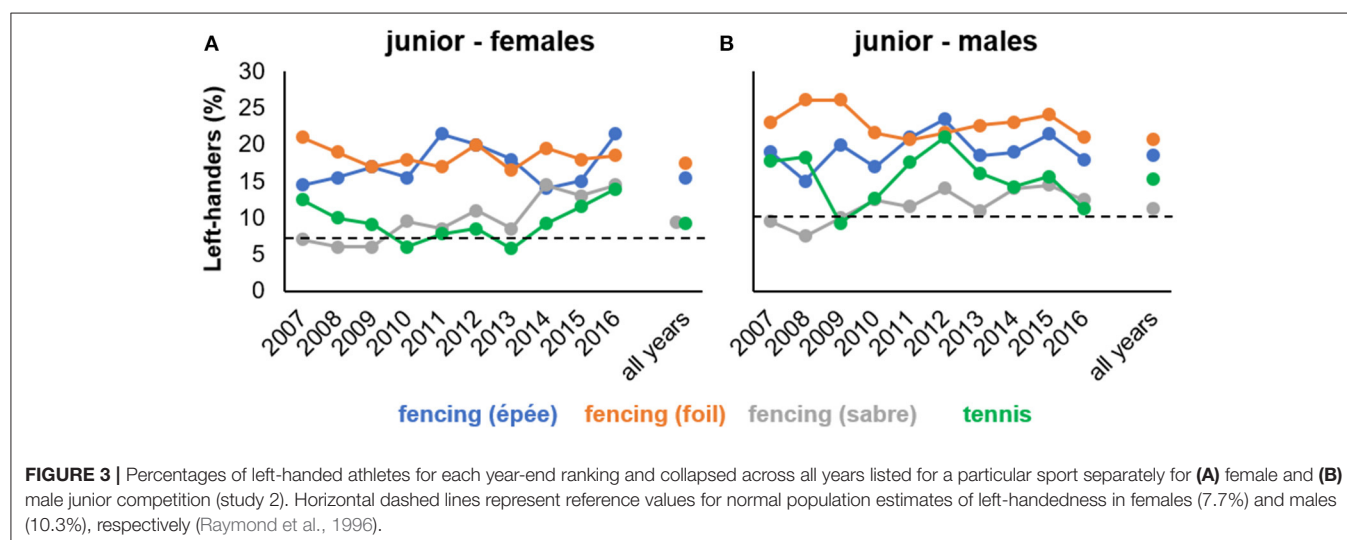 A junior - females
B junior - males
Left-handers (%)
30
25
20
15
10
5
0
2007 2008 2009 2010 2011 2012 2013 2014 2015 2016 all years
2007 2008 2009 2010 2011 2012 2013 2014 2015 2016 all years
fencing (épée) fencing (foil) fencing (sabre) tennis
FIGURE 3 | Percentages of left-handed athletes for each year-end ranking and collapsed across all years listed for a particular sport separately for (A) female and (B)
male junior competition (study 2). Horizontal dashed lines represent reference values for normal population estimates of left-handedness in females (7.7%) and males
(10.3%), respectively (Raymond et al., 1996).